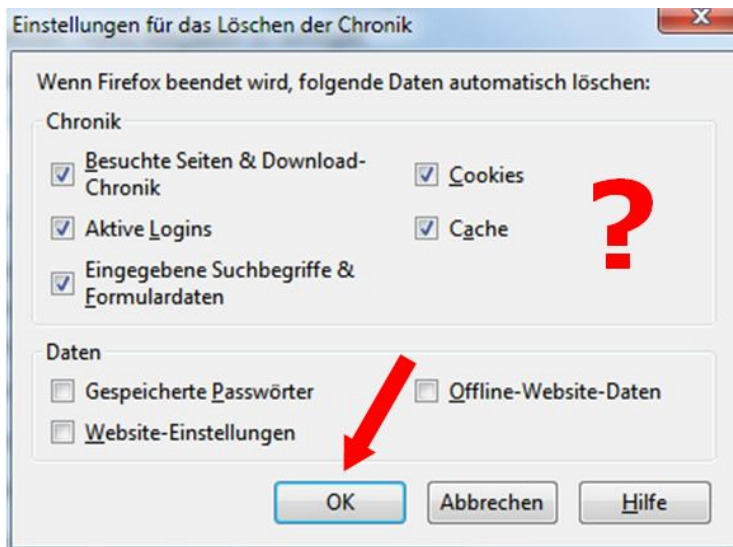 Einstellungen für das Löschen der Chronik
Wenn Firefox beendet wird, folgende Daten automatisch löschen:
Chronik
Besuchte Seiten & Download-
Chronik
Cookies
Aktive Logins
Cache
Eingegebene Suchbegriffe &
Formulardaten
?
Daten
Gespeicherte Passwörter
Offline-Website-Daten
Website-Einstellungen
OK
Abbrechen
Hilfe